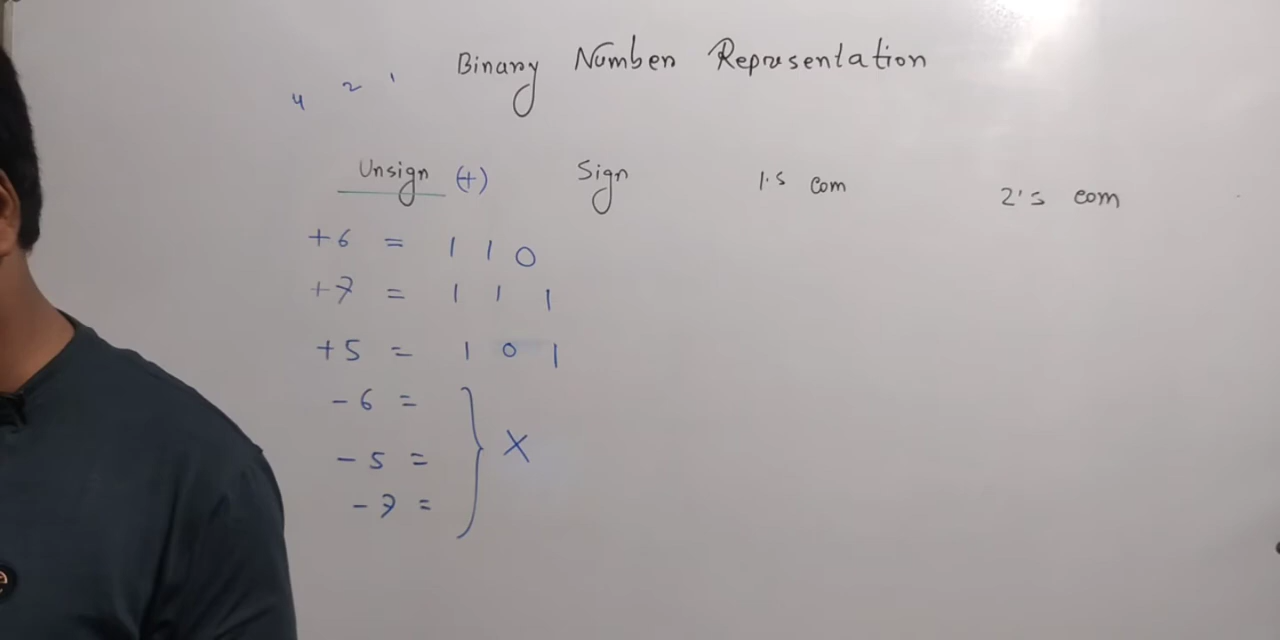 Binary Number Representation
4 2 1
Unsign (+) Sign 1's com 2's com
+6 = 1 1 0
+7 = 1 1 1
+5 = 1 0 1
-6 =
-5 = } X
-7 =